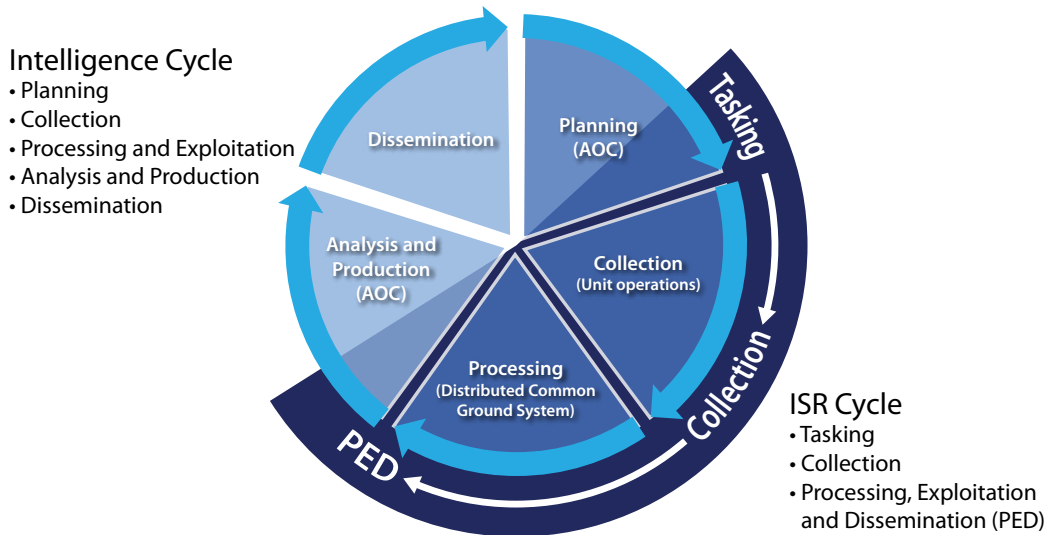 Intelligence Cycle
• Planning
• Collection
• Processing and Exploitation
• Analysis and Production
• Dissemination
Dissemination
Planning
(AOC)
Tasking
Analysis and
Production
(AOC)
Collection
(Unit operations)
Processing
(Distributed Common
Ground System)
Collection
PED
ISR Cycle
• Tasking
• Collection
• Processing, Exploitation
and Dissemination (PED)